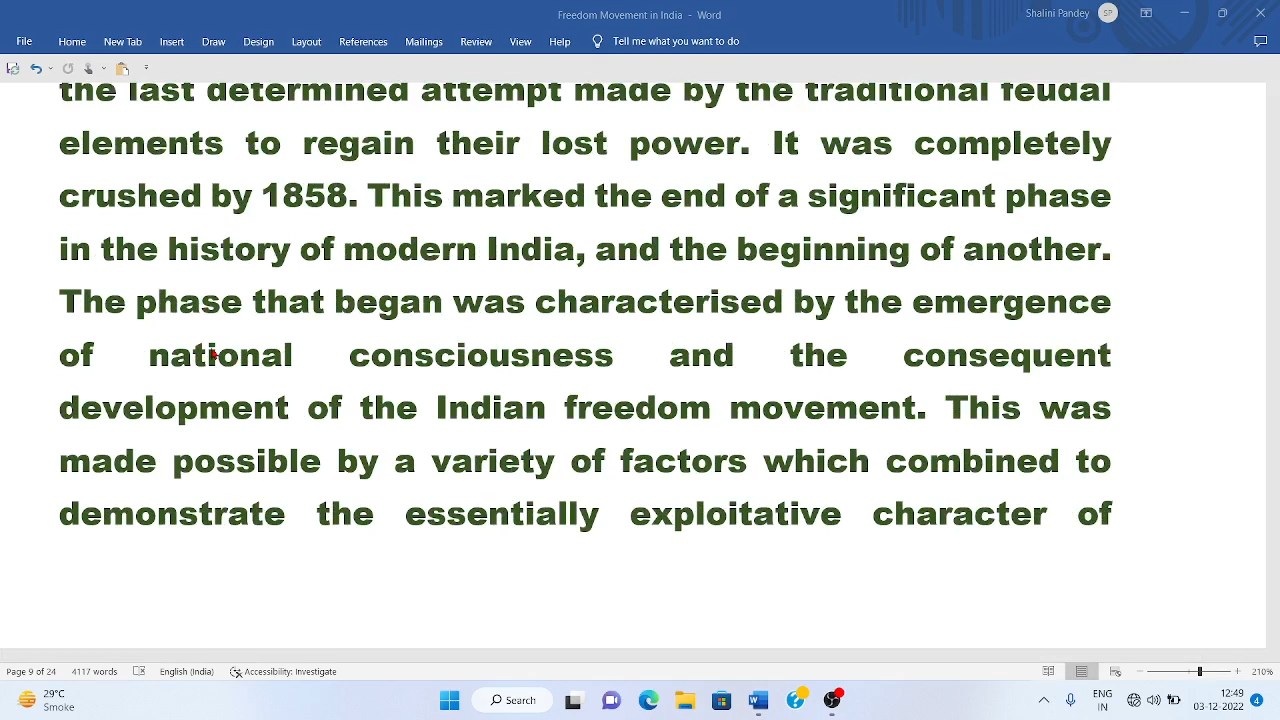 Freedom Movement in India - Word
Shalini Pandey SP
File Home New Tab Insert Draw Design Layout References Mailings Review View Help Tell me what you want to do
the last determined attempt made by the traditional feudal
elements to regain their lost power. It was completely
crushed by 1858. This marked the end of a significant phase
in the history of modern India, and the beginning of another.
The phase that began was characterised by the emergence
of national consciousness and the consequent
development of the Indian freedom movement. This was
made possible by a variety of factors which combined to
demonstrate the essentially exploitative character of
Page 9 of 24 4117 words English (India) Accessibility: Investigate 210%
29°C
Smoke
Search
ENG
IN
12:49
03-12-2022
4